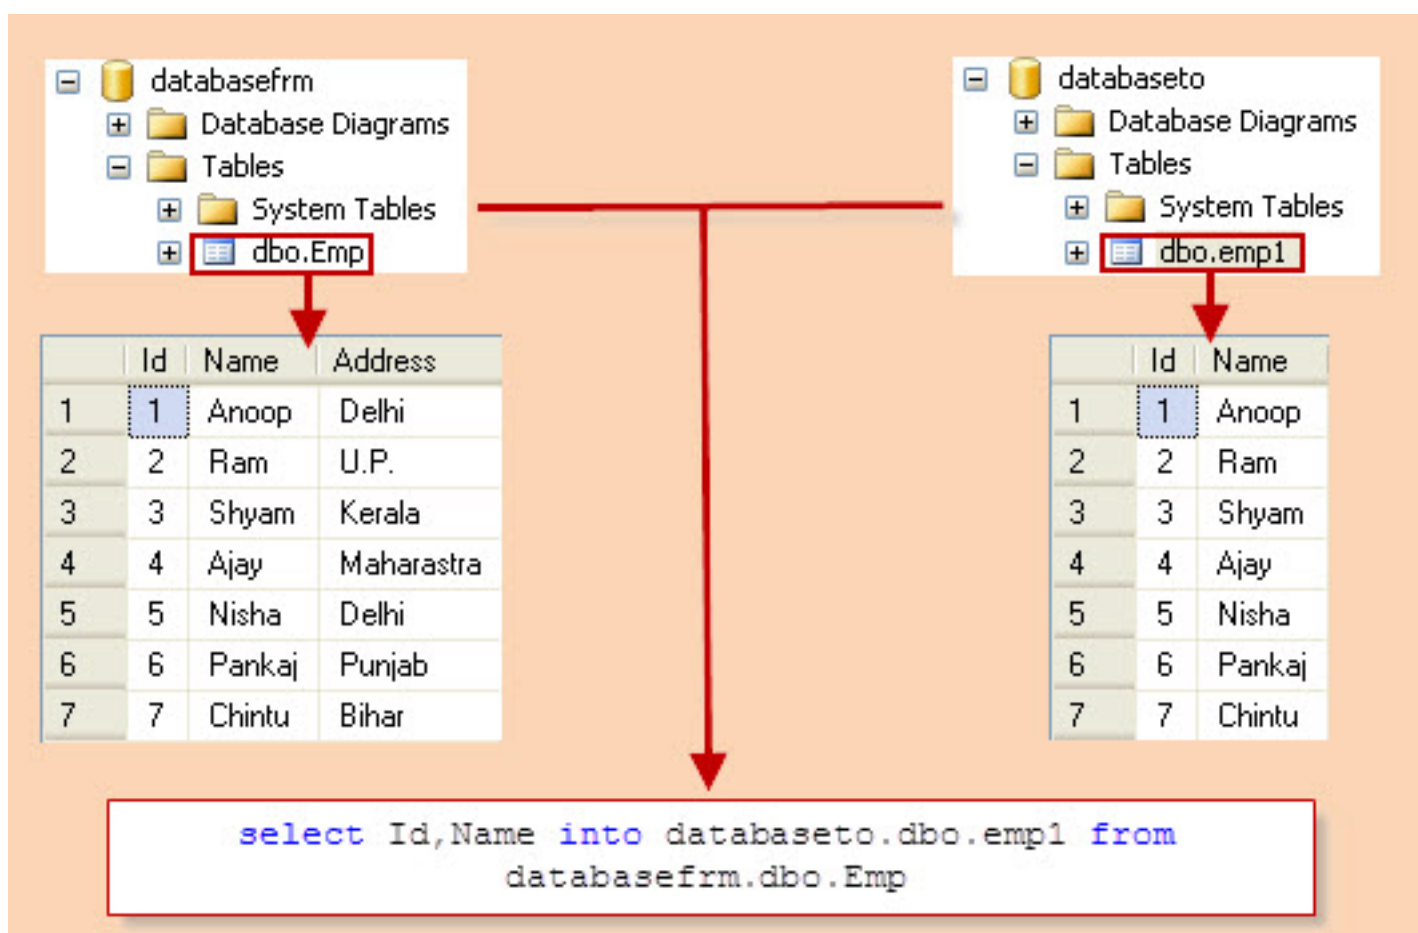 databasefrm
Database Diagrams
Tables
System Tables
dbo.Emp
databaseto
Database Diagrams
Tables
System Tables
dbo.emp1
Id Name Address
1 1 Anoop Delhi
2 2 Ram U.P.
3 3 Shyam Kerala
4 4 Ajay Maharastra
5 5 Nisha Delhi
6 6 Pankaj Punjab
7 7 Chintu Bihar
Id Name
1 1 Anoop
2 2 Ram
3 3 Shyam
4 4 Ajay
5 5 Nisha
6 6 Pankaj
7 7 Chintu
select Id,Name into databaseto.dbo.emp1 from
databasefrm.dbo.Emp